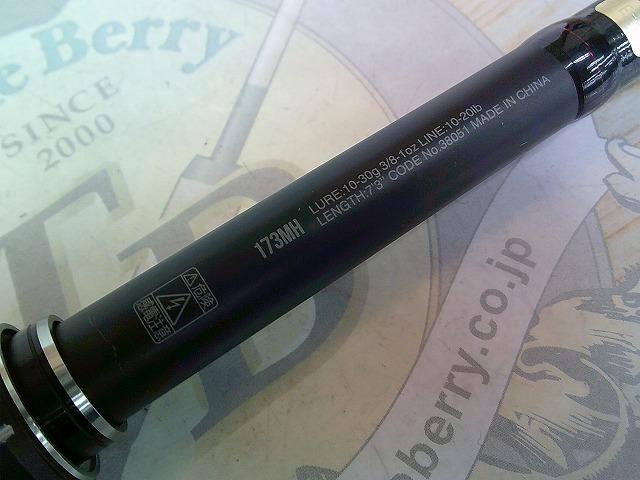 e Berry
SINCE
2000
TB
LURE:10-30g 3/8-1oz LINE:10-20lb
173MH LENGTH:7'3" CODE No.38051 MADE IN CHINA
危険
感電注意
berry.co.jp